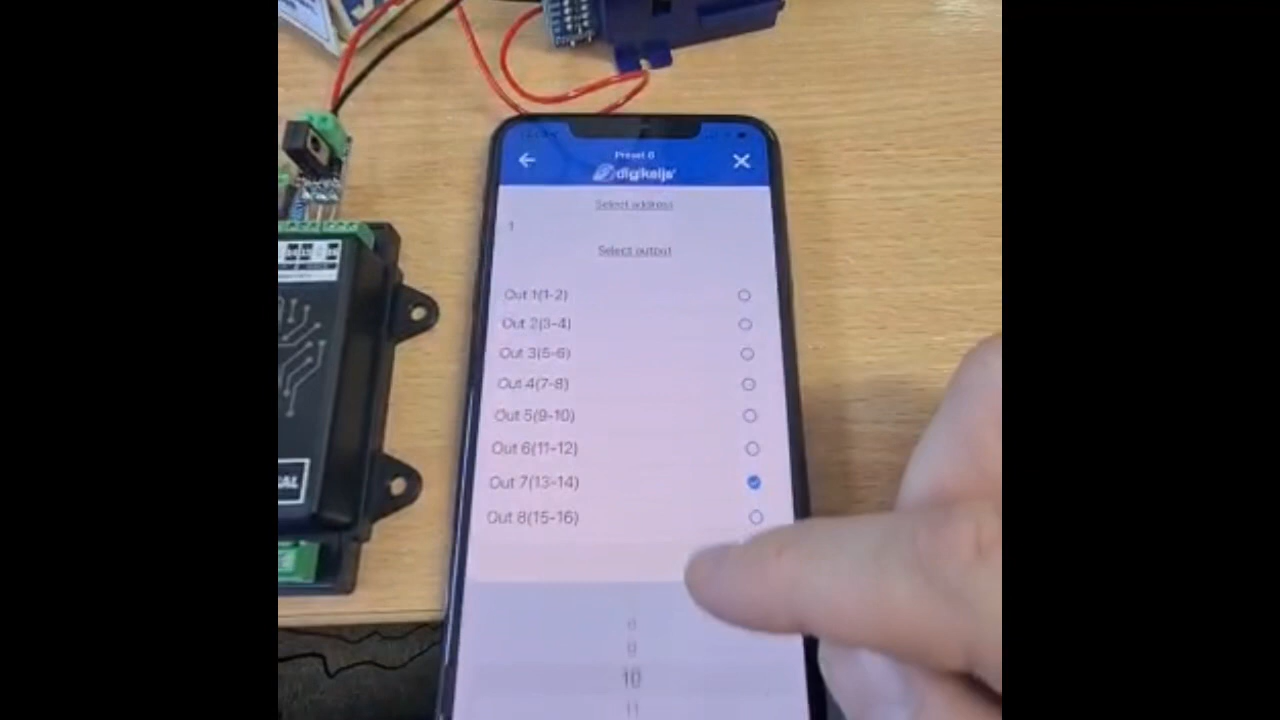 Preset 6
digikeijs
Select address
1
Select output
Out 1(1-2)
Out 2(3-4)
Out 3(5-6)
Out 4(7-8)
Out 5(9-10)
Out 6(11-12)
Out 7(13-14)
Out 8(15-16)
9
10
11